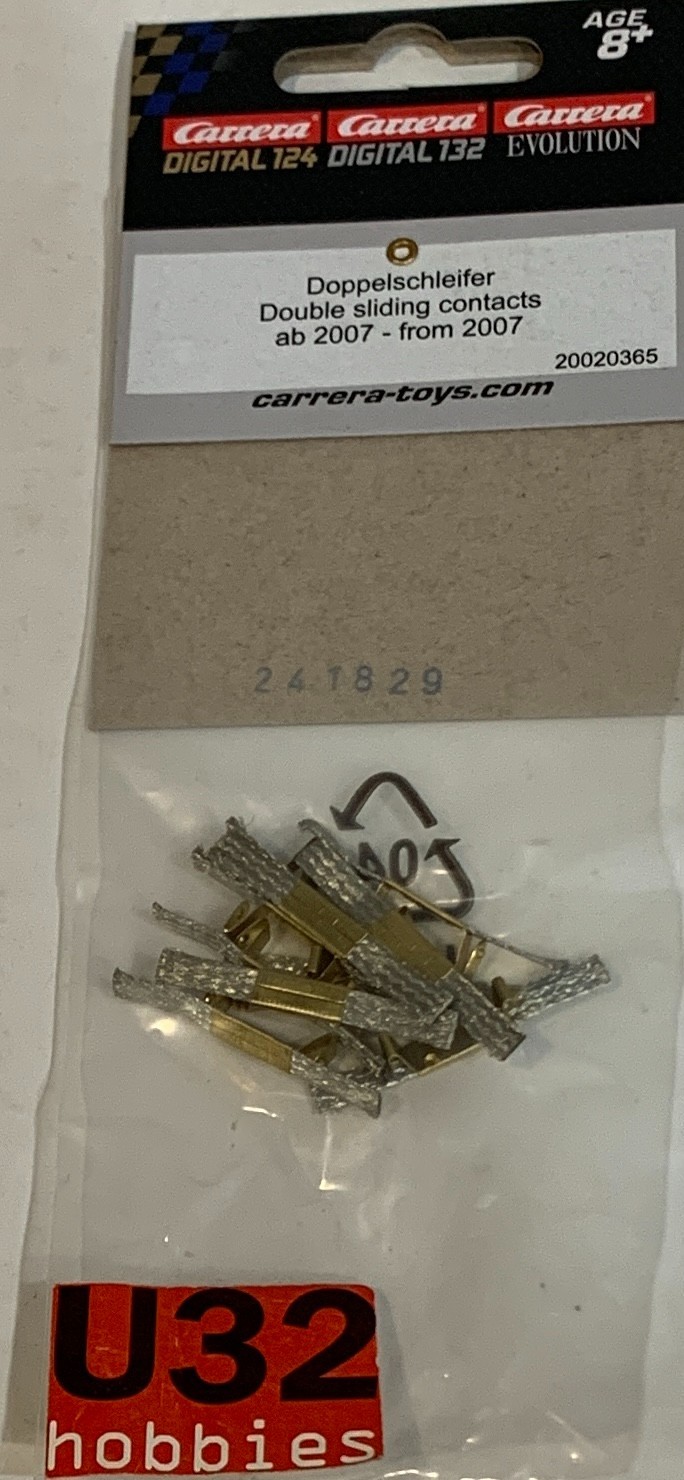 AGE
8+
Carrera Carrera Carrera
DIGITAL 124 DIGITAL 132 EVOLUTION
Doppelschleifer
Double sliding contacts
ab 2007 - from 2007
20020365
carrera-toys.com
241829
U32
hobbies